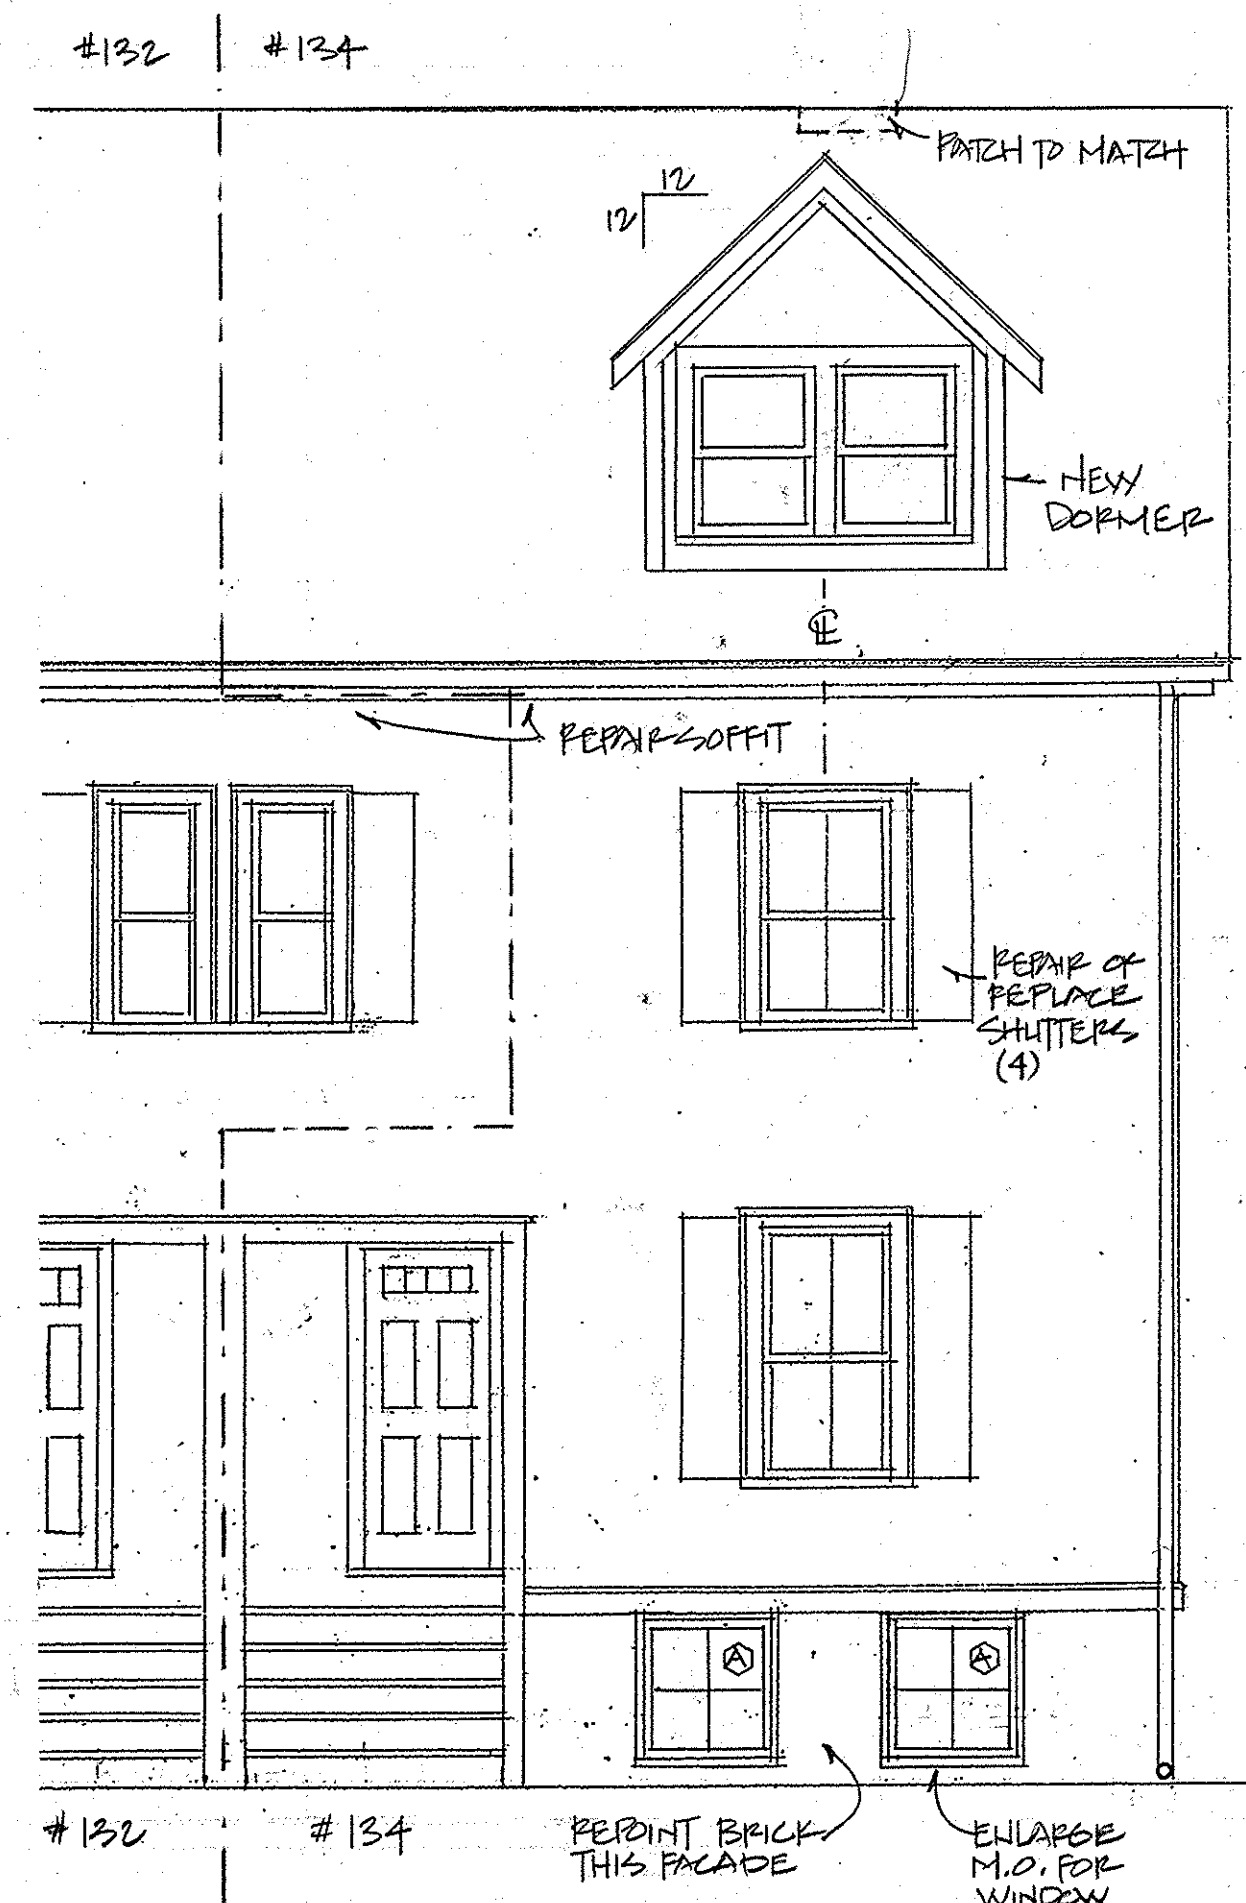 #132 #134
PATCH TO MATCH
12
12
NEW
DORMER
℄
REPAIR SOFFIT
REPAIR OR
REPLACE
SHUTTERS
(4)
A A
#132 #134
REPOINT BRICK
THIS FACADE
ENLARGE
M.O. FOR
WINDOW